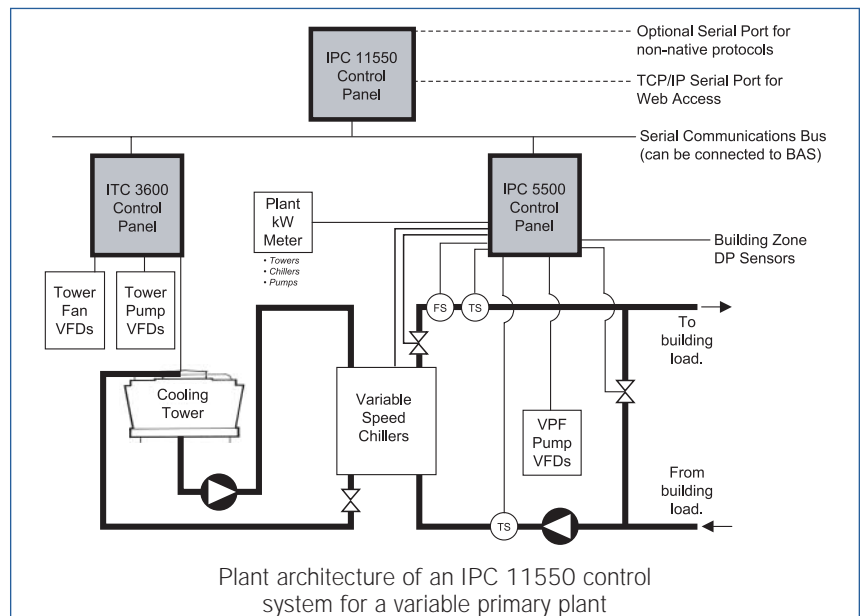 Optional Serial Port for
non-native protocols
IPC 11550
Control
Panel
TCP/IP Serial Port for
Web Access
Serial Communications Bus
(can be connected to BAS)
ITC 3600
Control
Panel
Plant
kW
Meter
• Towers
• Chillers
• Pumps
IPC 5500
Control
Panel
Building Zone
DP Sensors
Tower
Fan
VFDs
Tower
Pump
VFDs
FS
TS
To
building
load.
Cooling
Tower
Variable
Speed
Chillers
VPF
Pump
VFDs
From
building
load.
TS
Plant architecture of an IPC 11550 control
system for a variable primary plant